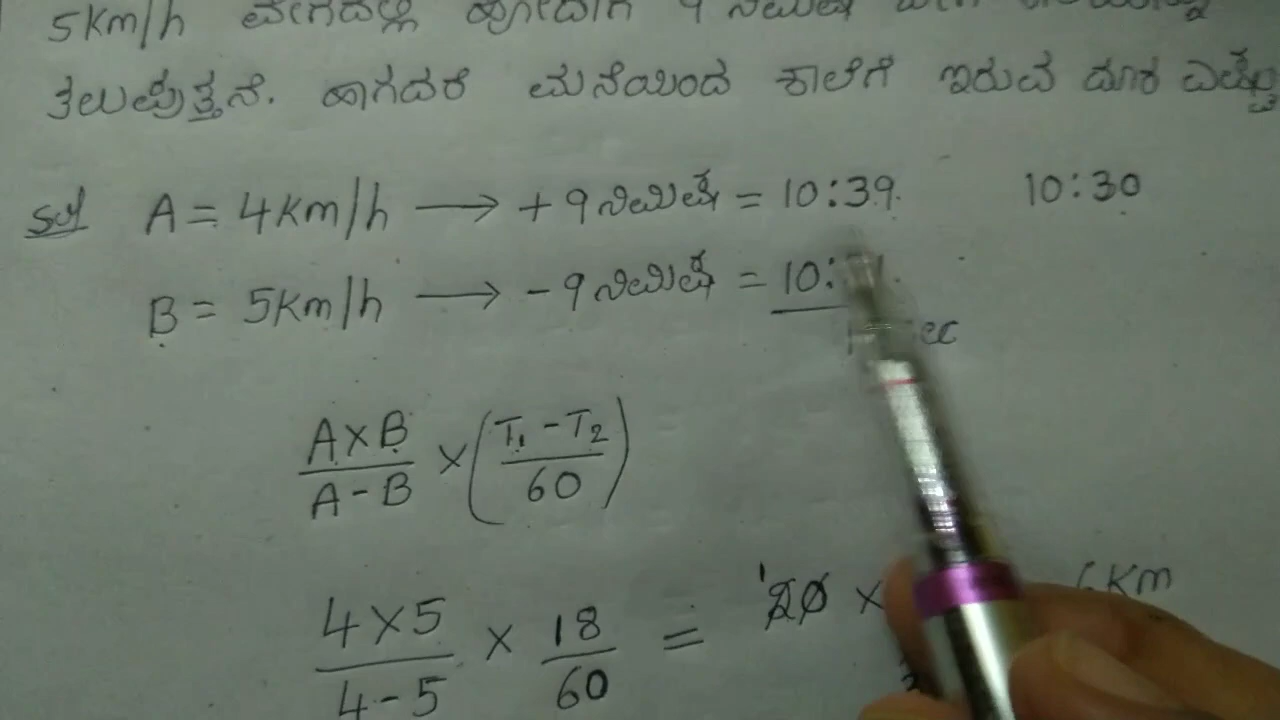 5km/h ವೇಗದಲ್ಲಿ ಹೋದಾಗ 9 ನಿಮಿಷ
ತಲುಪುತ್ತನೆ. ಹಾಗದರೆ ಮನೆಯಿಂದ ಕಾಲೇಗೆ ಇರುವ ದೂರ ಎಷ್ಟು
Sol A = 4km/h → +9 ನಿಮಿಷ = 10:39. 10:30
B = 5km/h → -9 ನಿಮಿಷ = 10:
A×B/A-B × (T1-T2/60)
4×5/4-5 × 18/60 = 20 × 6km